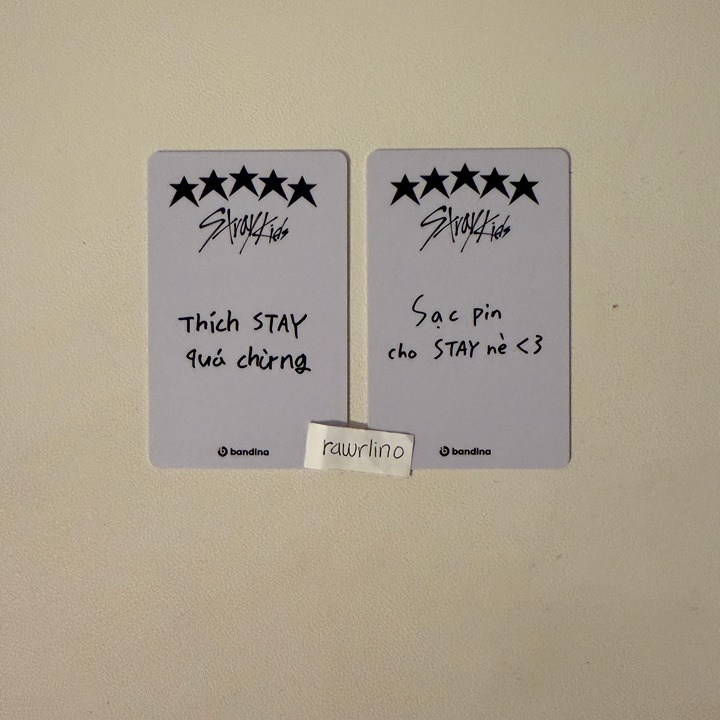 Stray Kids
Thích STAY
quá chừng
bandina
Stray Kids
Sạc pin
cho STAY nè <3
bandina
rawrlino